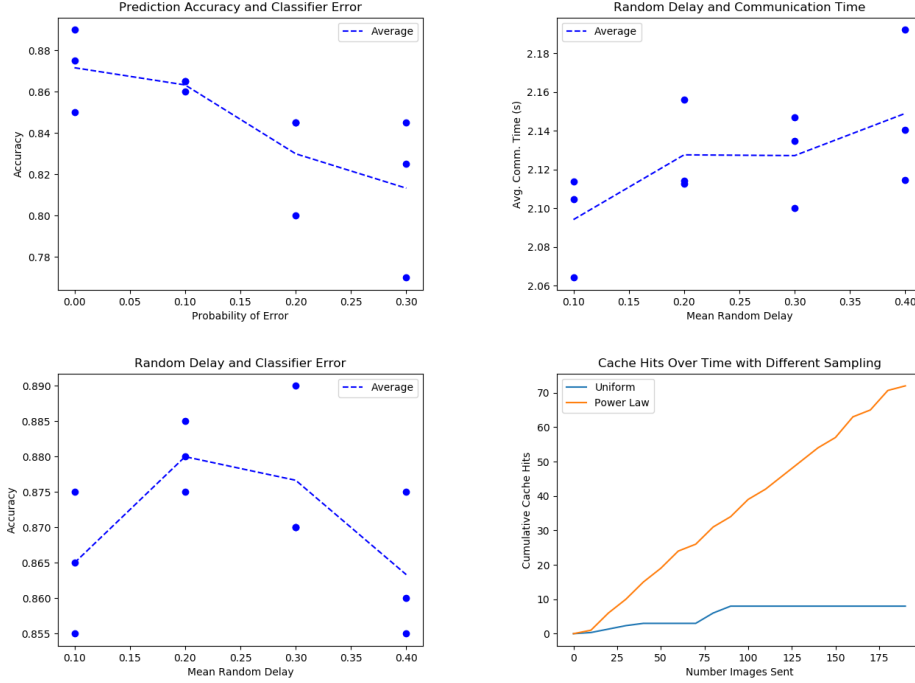 Prediction Accuracy and Classifier Error
Average
0.88
0.86
0.84
0.82
0.80
0.78
Accuracy
0.00 0.05 0.10 0.15 0.20 0.25 0.30
Probability of Error
Random Delay and Communication Time
Average
2.18
2.16
2.14
2.12
2.10
2.08
2.06
Avg. Comm. Time (s)
0.10 0.15 0.20 0.25 0.30 0.35 0.40
Mean Random Delay
Random Delay and Classifier Error
Average
0.890
0.885
0.880
0.875
0.870
0.865
0.860
0.855
Accuracy
0.10 0.15 0.20 0.25 0.30 0.35 0.40
Mean Random Delay
Cache Hits Over Time with Different Sampling
Uniform
Power Law
70
60
50
40
30
20
10
0
Cumulative Cache Hits
0 25 50 75 100 125 150 175
Number Images Sent